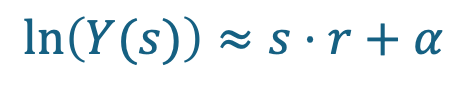 ln(Y(s)) ≈ s · r + α